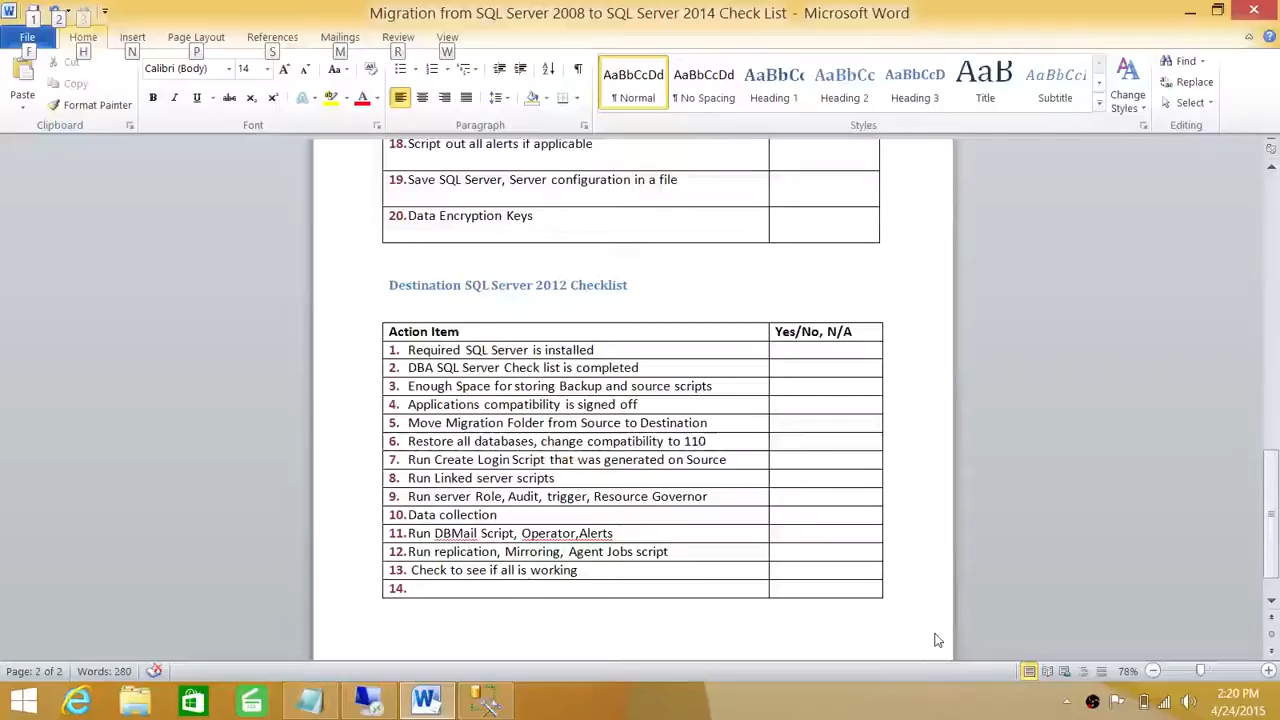 Migration from SQL Server 2008 to SQL Server 2014 Check List - Microsoft Word
1 2 3
File Home Insert Page Layout References Mailings Review View
F H N P S M R W
Paste
Cut
Copy
Format Painter
Clipboard
Calibri (Body) 14
Font
Paragraph
AaBbCcDd AaBbCcDd AaBbCc AaBbCc AaBbCcD AaB AaBbCcI
¶ Normal ¶ No Spacing Heading 1 Heading 2 Heading 3 Title Subtitle
Change Styles
Styles
Find
Replace
Select
Editing
18. Script out all alerts if applicable
19. Save SQL Server, Server configuration in a file
20. Data Encryption Keys
Destination SQL Server 2012 Checklist
Action Item Yes/No, N/A
1. Required SQL Server is installed
2. DBA SQL Server Check list is completed
3. Enough Space for storing Backup and source scripts
4. Applications compatibility is signed off
5. Move Migration Folder from Source to Destination
6. Restore all databases, change compatibility to 110
7. Run Create Login Script that was generated on Source
8. Run Linked server scripts
9. Run server Role, Audit, trigger, Resource Governor
10. Data collection
11. Run DBMail Script, Operator,Alerts
12. Run replication, Mirroring, Agent Jobs script
13. Check to see if all is working
14.
Page: 2 of 2 Words: 280 78%
2:20 PM
4/24/2015